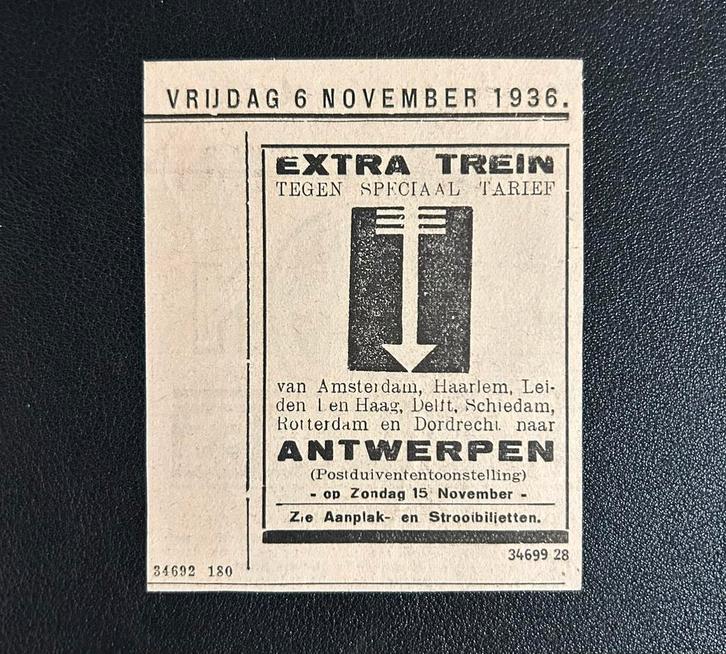 VRIJDAG 6 NOVEMBER 1936.
EXTRA TREIN
TEGEN SPECIAAL TARIEF
van Amsterdam, Haarlem, Lei-
den Den Haag, Delft, Schiedam,
Rotterdam en Dordrecht naar
ANTWERPEN
(Postduivententoonstelling)
- op Zondag 15 November -
Zie Aanplak- en Strooibiljetten.
34699 28
34692 180